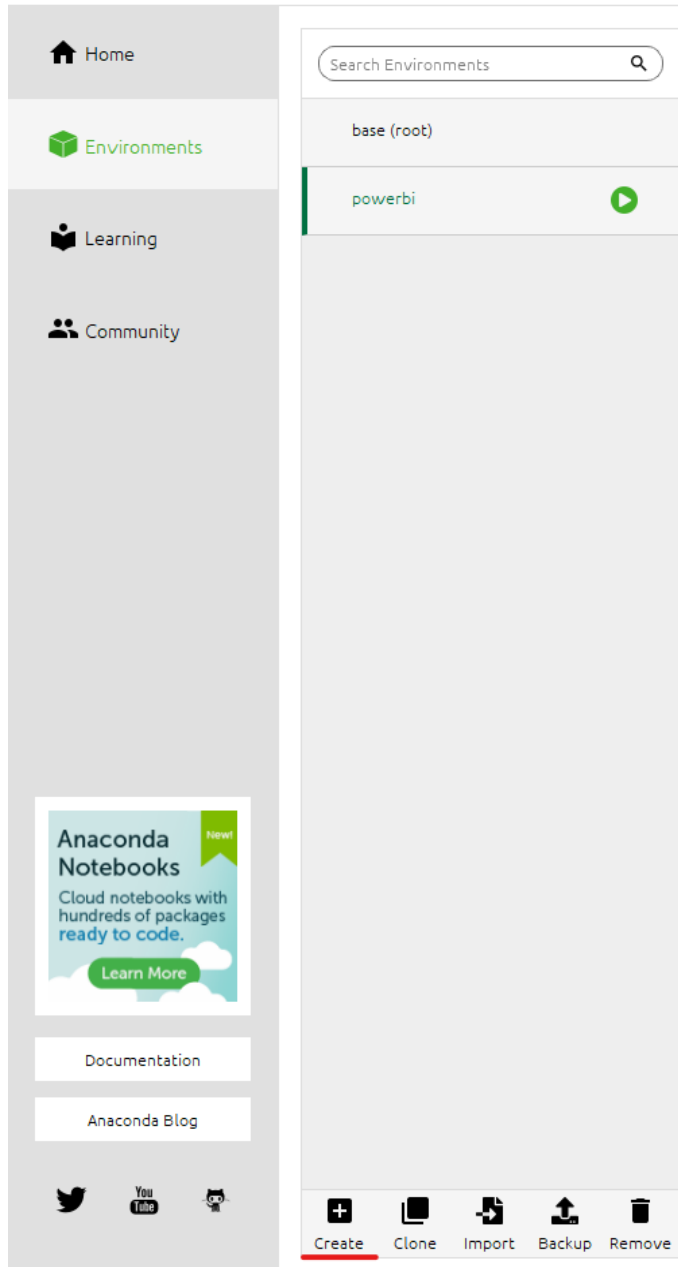 Home
Environments
Learning
Community
Anaconda
Notebooks
New!
Cloud notebooks with
hundreds of packages
ready to code.
Learn More
Documentation
Anaconda Blog
You
Tube
Search Environments
base (root)
powerbi
Create Clone Import Backup Remove